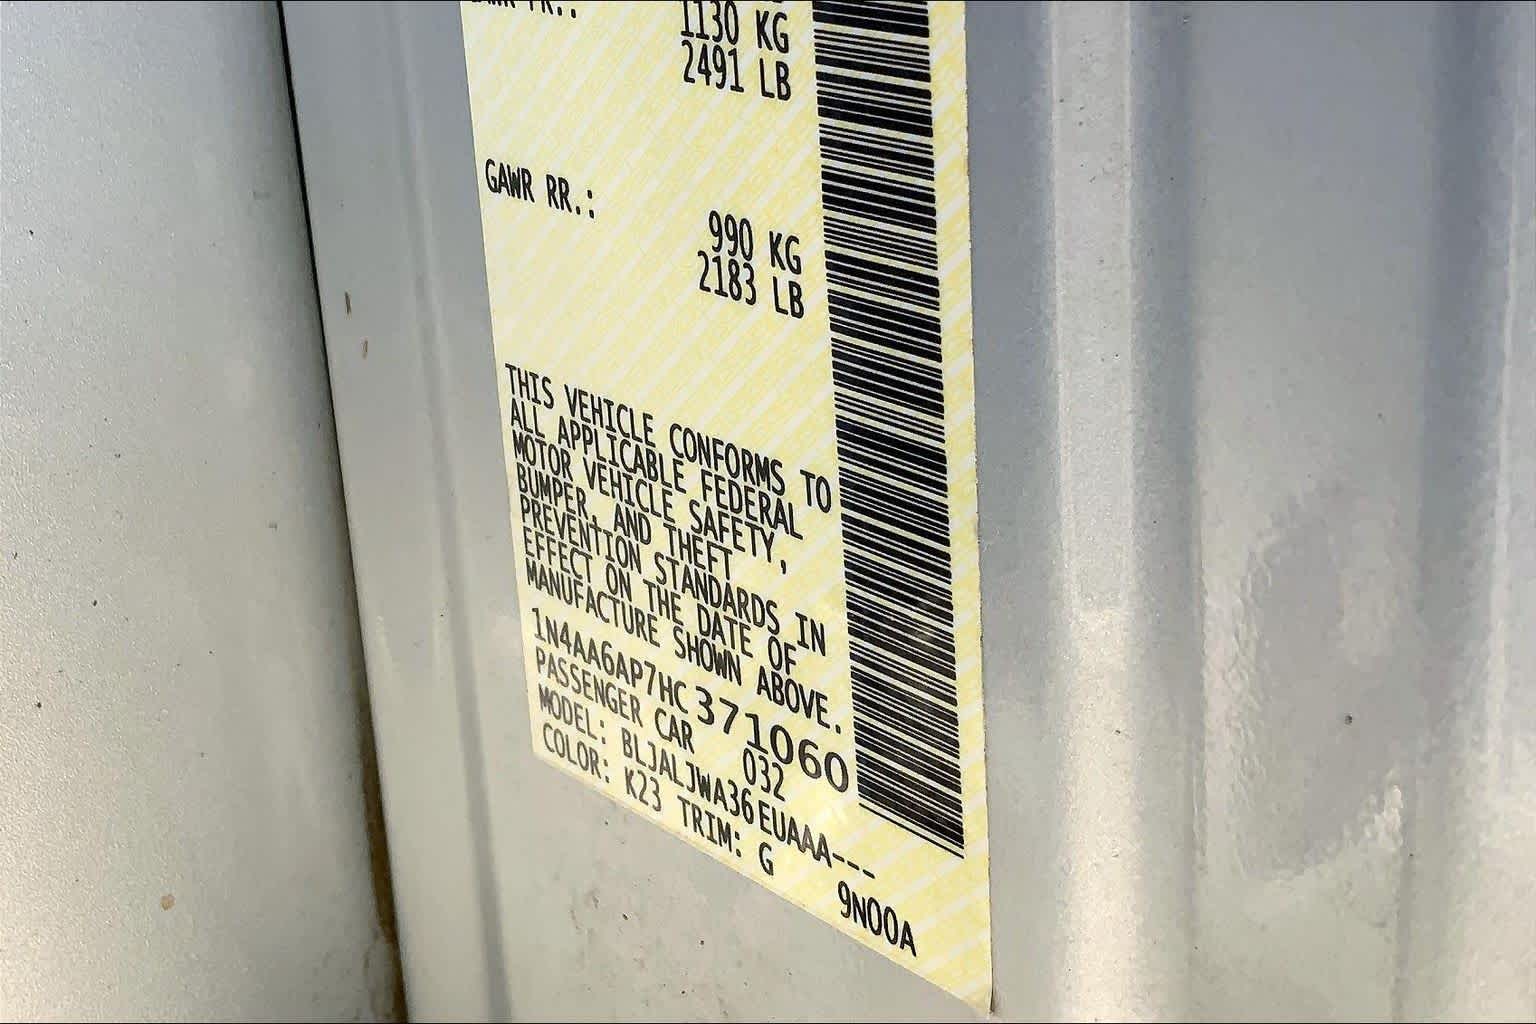 1130 KG
2491 LB
GAWR RR.:
990 KG
2183 LB
THIS VEHICLE CONFORMS TO
ALL APPLICABLE FEDERAL
MOTOR VEHICLE SAFETY,
BUMPER, AND THEFT
PREVENTION STANDARDS IN
EFFECT ON THE DATE OF
MANUFACTURE SHOWN ABOVE.
1N4AA6AP7HC371060
PASSENGER CAR 032
MODEL: BLJALJWA36EUAAA---
COLOR: K23 TRIM: G
9N00A